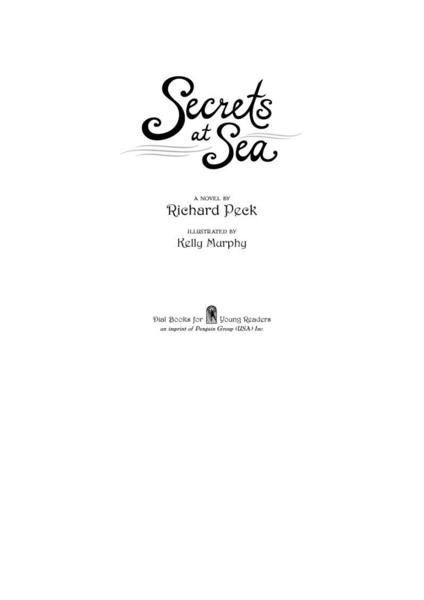 Secrets
at
Sea
A NOVEL BY
Richard Peck
ILLUSTRATED BY
Kelly Murphy
Dial Books for Young Readers
an imprint of Penguin Group (USA) Inc.